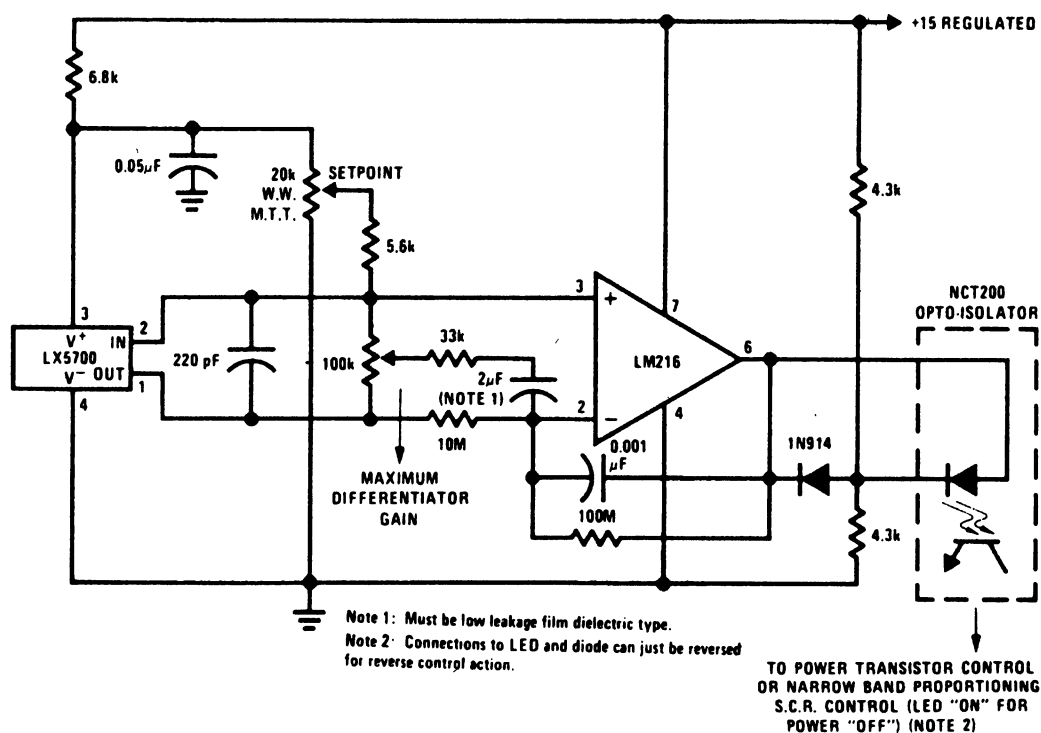 +15 REGULATED
6.8k
0.05µF
20k
W.W.
M.T.T.
SETPOINT
5.6k
4.3k
3
V+ IN
LX5700
V- OUT
2
1
4
220 pF
100k
33k
2µF
(NOTE 1)
10M
MAXIMUM
DIFFERENTIATOR
GAIN
3
+
2
−
LM216
7
6
4
0.001
µF
100M
1N914
4.3k
NCT200
OPTO-ISOLATOR
Note 1: Must be low leakage film dielectric type.
Note 2: Connections to LED and diode can just be reversed
for reverse control action.
TO POWER TRANSISTOR CONTROL
OR NARROW BAND PROPORTIONING
S.C.R. CONTROL (LED "ON" FOR
POWER "OFF") (NOTE 2)